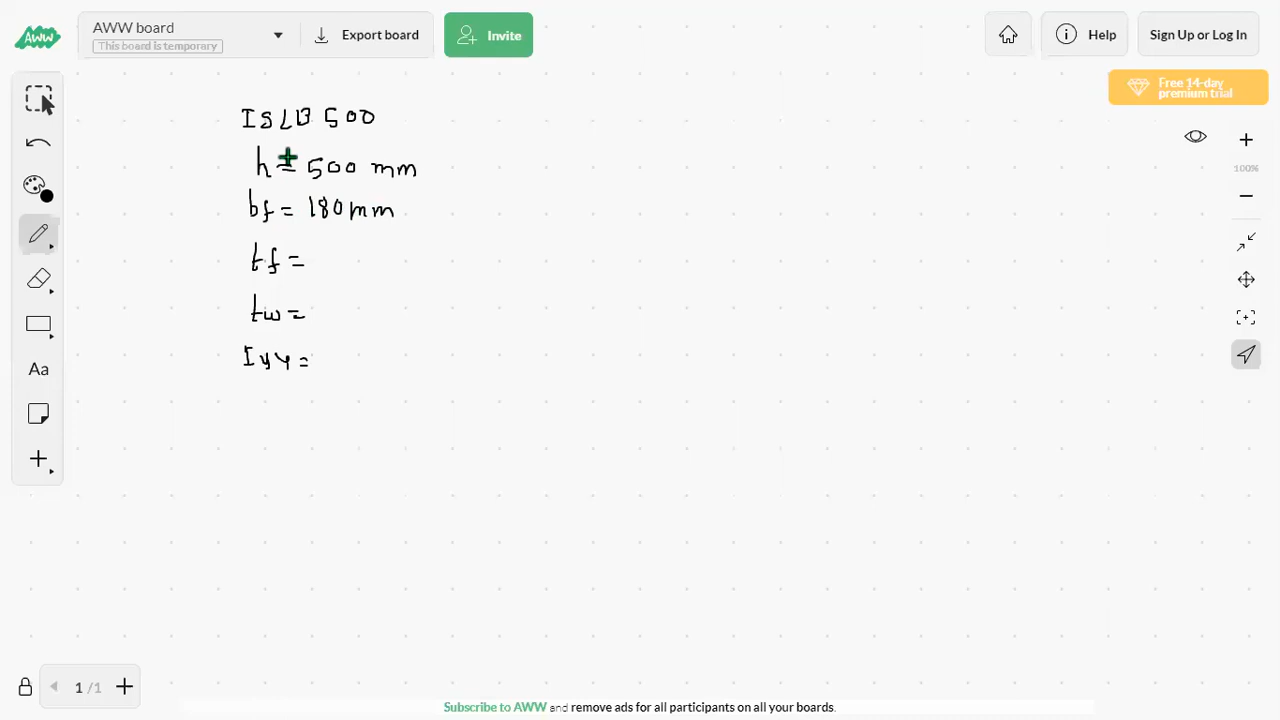 AWW
AWW board
This board is temporary
Export board
Invite
Help
Sign Up or Log In
Free 14-day
premium trial
100%
ISLB 500
h = 500 mm
bf = 180mm
tf =
tw =
Iyy =
Aa
1 /1
Subscribe to AWW and remove ads for all participants on all your boards.